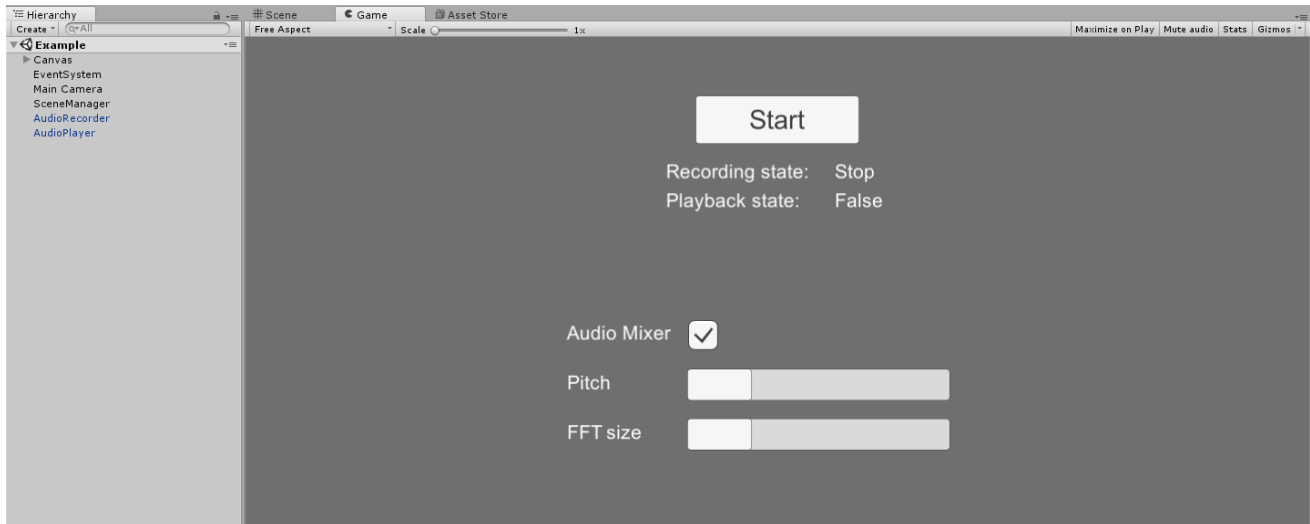 Hierarchy
# Scene
Game
Asset Store
Create
All
Free Aspect
Scale
1x
Maximize on Play
Mute audio
Stats
Gizmos
Example
Canvas
EventSystem
Main Camera
SceneManager
AudioRecorder
AudioPlayer
Start
Recording state: Stop
Playback state: False
Audio Mixer
Pitch
FFT size